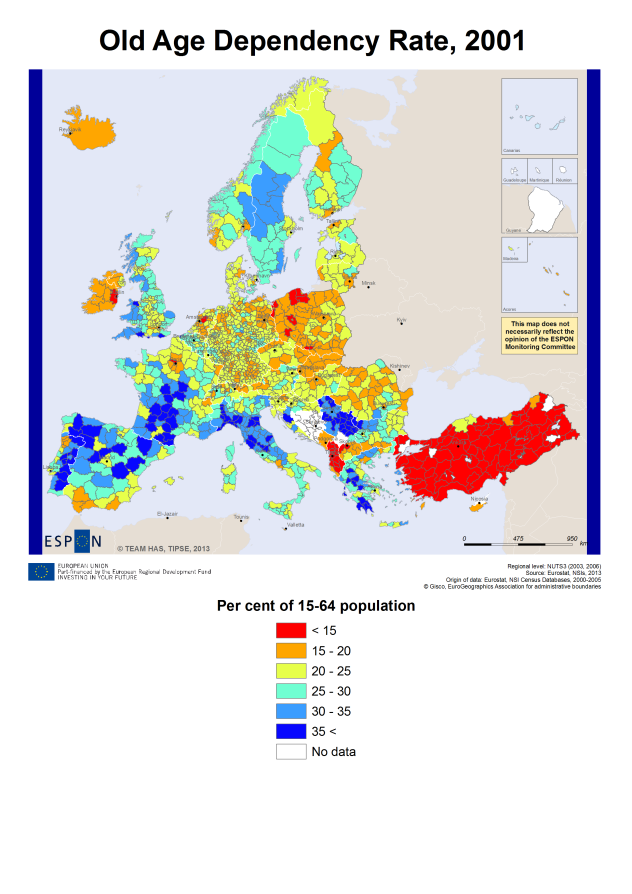 Old Age Dependency Rate, 2001
Reykjavik
Canarias
Guadeloupe
Martinique
Réunion
Guyane
Madeira
Acores
This map does not
necessarily reflect the
opinion of the ESPON
Monitoring Committee
Minsk
Kyiv
Kishinev
El-Jazair
Tounis
Valletta
ESPON
© TEAM HAS, TIPSE, 2013
0 475 950
km
EUROPEAN UNION
Part-financed by the European Regional Development Fund
INVESTING IN YOUR FUTURE
Regional level: NUTS3 (2003, 2006)
Source: Eurostat, NSIs, 2013
Origin of data: Eurostat, NSI Census Databases, 2000-2005
© Gisco, EuroGeographics Association for administrative boundaries
Per cent of 15-64 population
< 15
15 - 20
20 - 25
25 - 30
30 - 35
35 <
No data